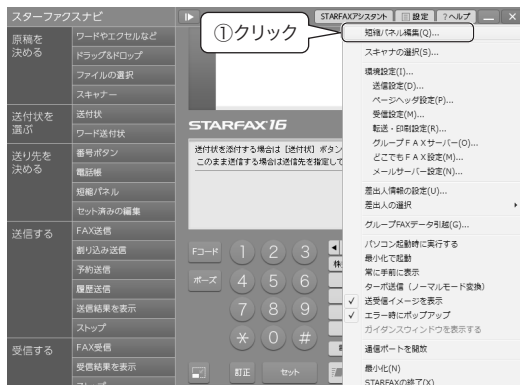 スターファクスナビ
STARFAXアシスタント
設定
?ヘルプ
①クリック
原稿を
決める
ワードやエクセルなど
ドラッグ&ドロップ
ファイルの選択
スキャナー
送付状を
選ぶ
送付状
ワード送付状
送り先を
決める
番号ボタン
電話帳
短縮パネル
セット済みの編集
送信する
FAX送信
割り込み送信
予約送信
履歴送信
送信結果を表示
ストップ
受信する
FAX受信
受信結果を表示
STARFAX16
送付状を添付する場合は [送付状] ボタン
このまま送信する場合は送信先を指定して
Fコード
1
2
3
ポーズ
4
5
6
7
8
9
*
0
#
訂正
セット
短縮パネル編集(Q)...
スキャナの選択(S)...
環境設定(I)...
送信設定(D)...
ページヘッダ設定(P)...
受信設定(M)...
転送・印刷設定(R)...
グループFAXサーバー(O)...
どこでもFAX設定(M)...
メールサーバー設定(N)...
差出人情報の設定(U)...
差出人の選択
グループFAXデータ引越(G)...
パソコン起動時に実行する
最小化で起動
常に手前に表示
ターボ送信(ノーマルモード変換)
✓ 送受信イメージを表示
✓ エラー時にポップアップ
ガイダンスウィンドウを表示する
通信ポートを開放
最小化(N)
STARFAXの終了(X)